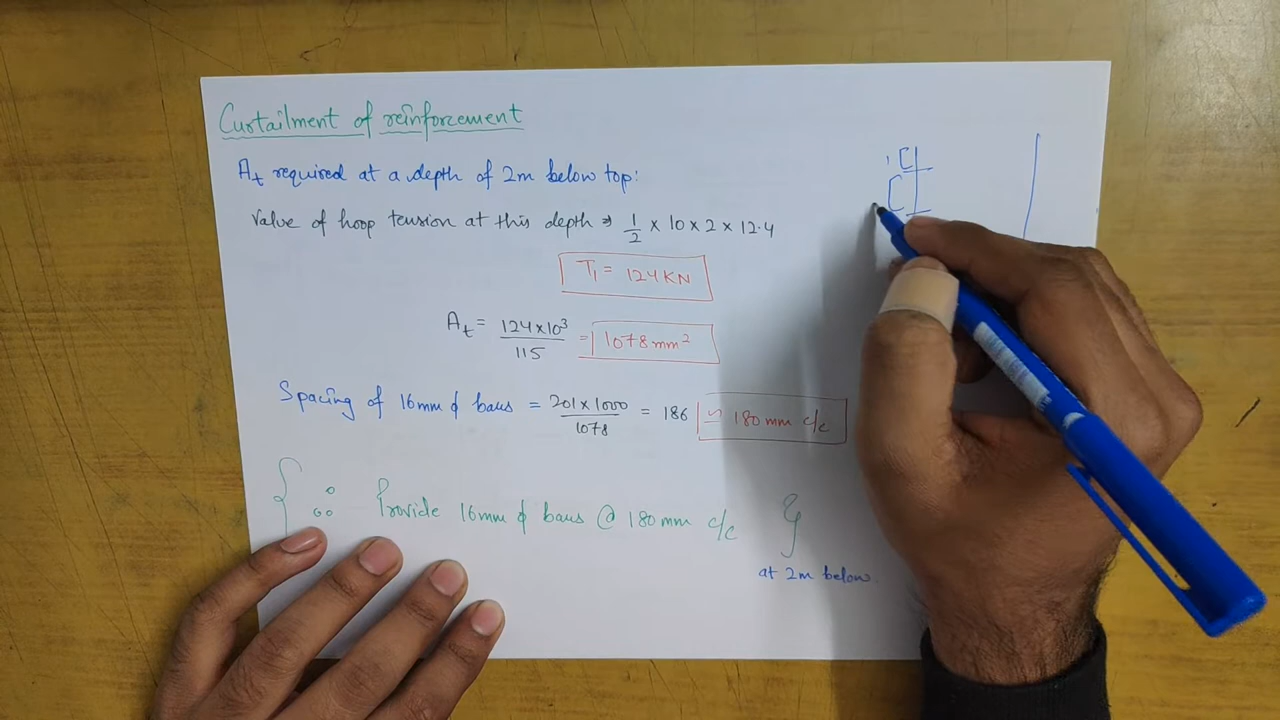 Curtailment of reinforcement
At required at a depth of 2m below top:
Value of hoop tension at this depth ⇒ 1/2 × 10 × 2 × 12.4
T1 = 124 KN
At = 124×10³/115 = 1078 mm²
Spacing of 16mm ϕ bars = 201×1000/1078 = 186 ≃ 180 mm c/c
{ ∴ Provide 16mm ϕ bars @ 180 mm c/c }
at 2m below